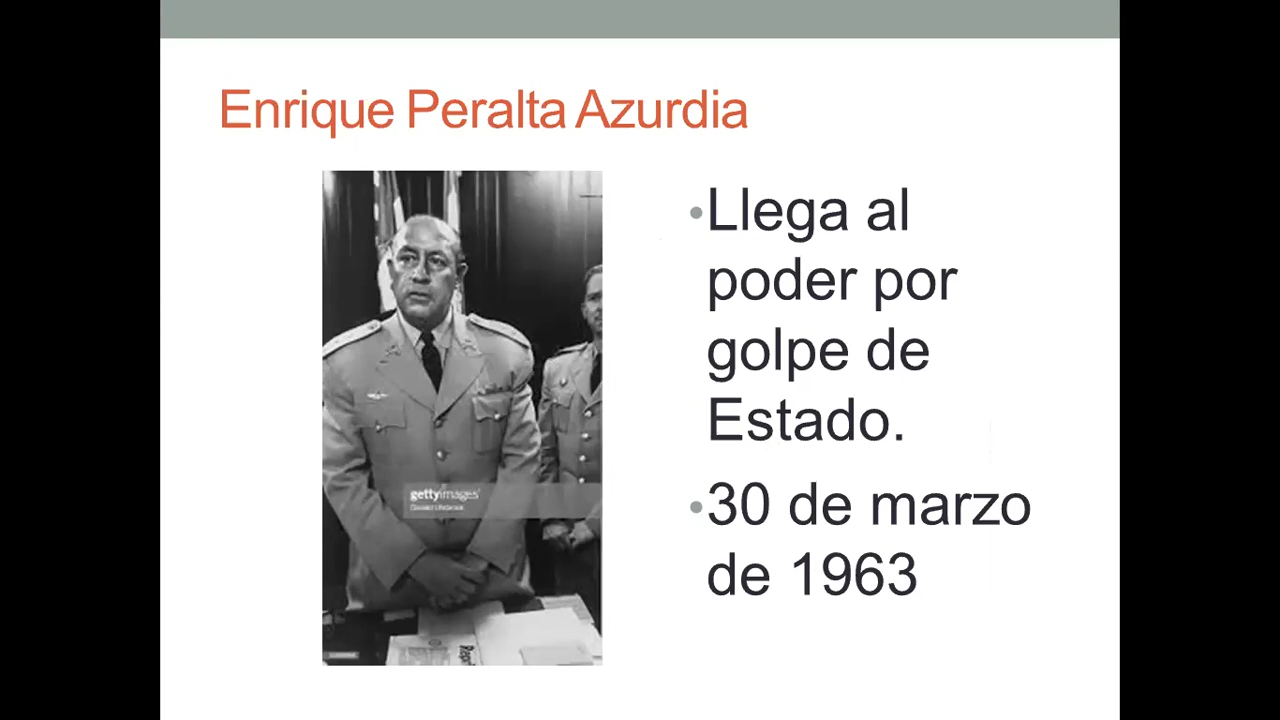 Enrique Peralta Azurdia
•Llega al
poder por
golpe de
Estado.
•30 de marzo
de 1963
gettyimages